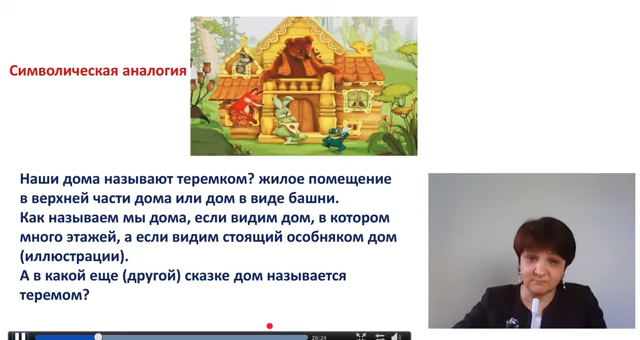 Символическая аналогия
Наши дома называют теремком? жилое помещение
в верхней части дома или дом в виде башни.
Как называем мы дома, если видим дом, в котором
много этажей, а если видим стоящий особняком дом
(иллюстрации).
А в какой еще (другой) сказке дом называется
теремом?
26:24